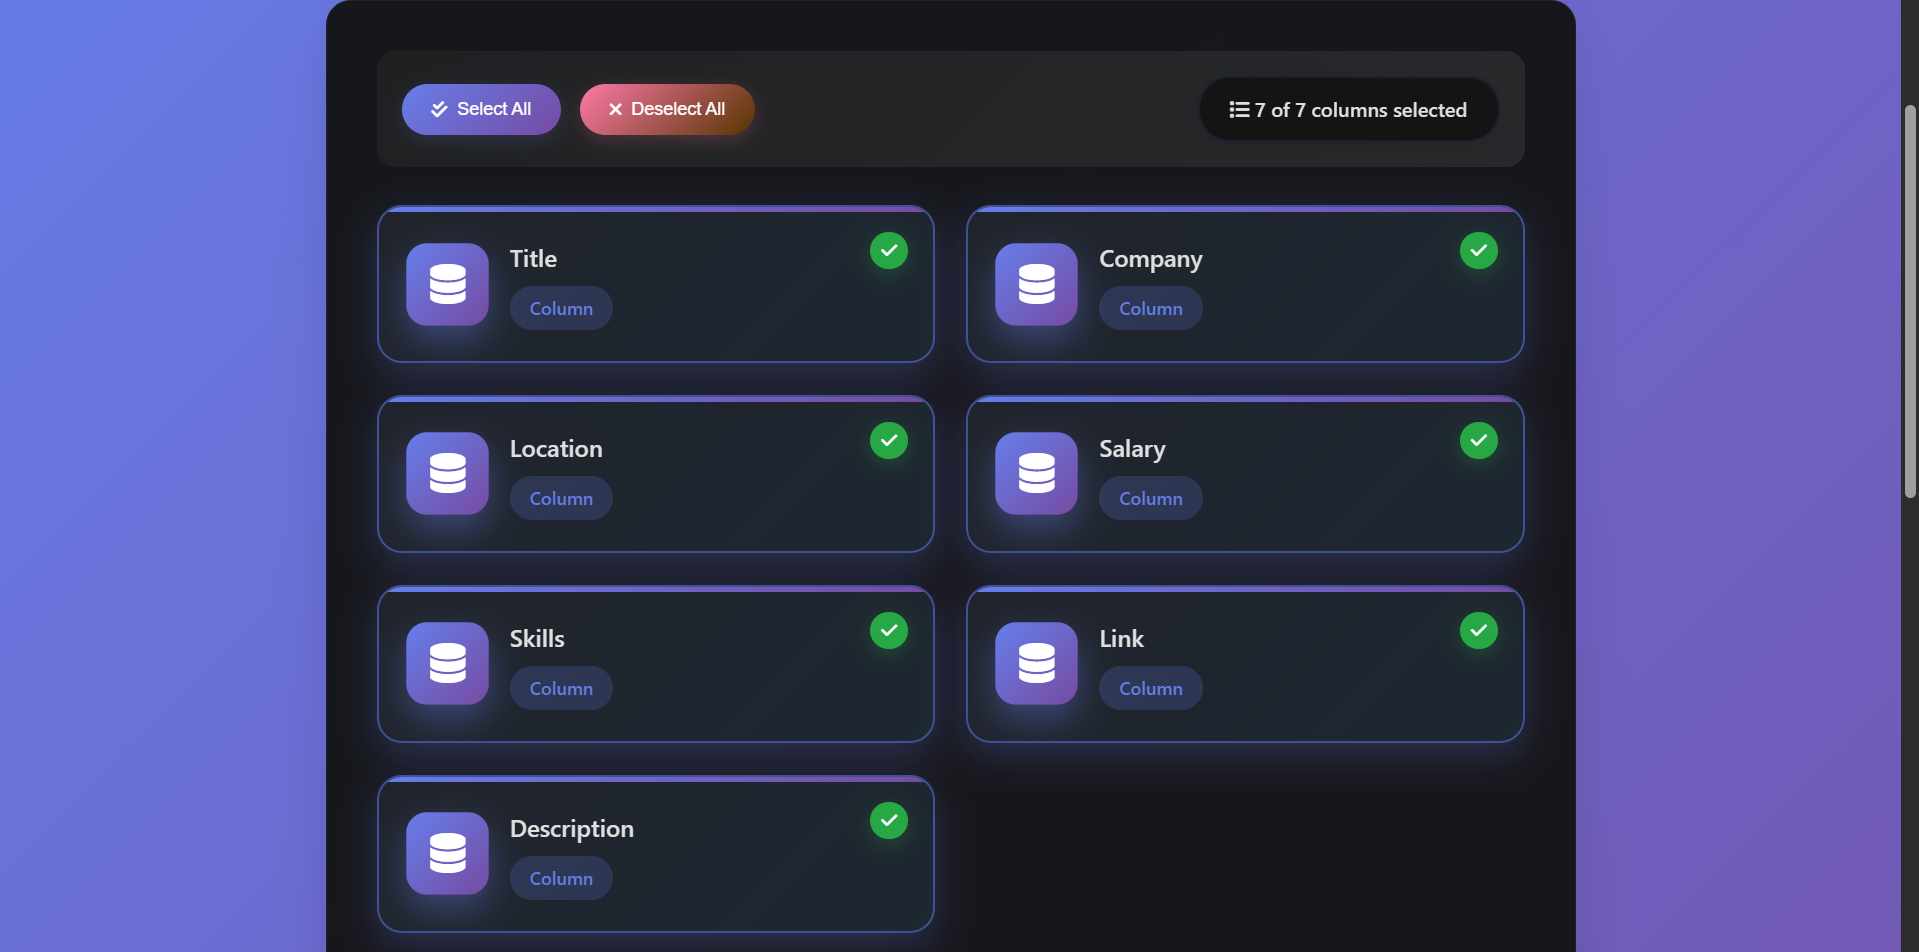 Select All
Deselect All
7 of 7 columns selected
Title
Column
Company
Column
Location
Column
Salary
Column
Skills
Column
Link
Column
Description
Column